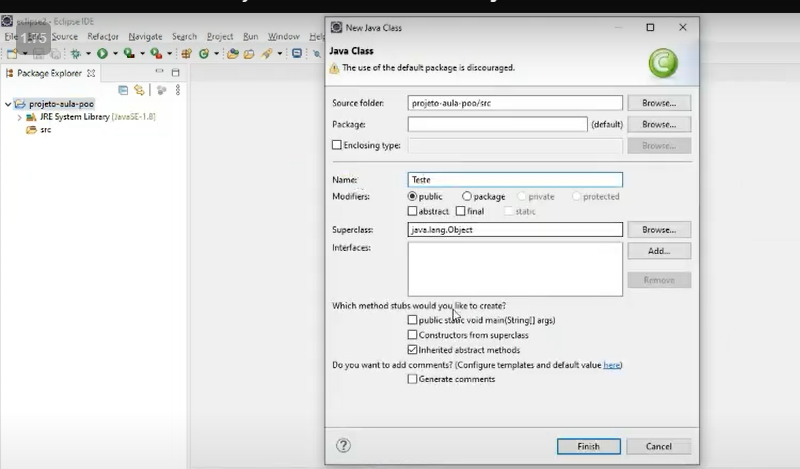 eclipse2 - Eclipse IDE
1.75
Source Refactor Navigate Search Project Run Window
Package Explorer
projeto-aula-poo
JRE System Library [JavaSE-1.8]
src
New Java Class
Java Class
The use of the default package is discouraged.
Source folder: projeto-aula-poo/src Browse...
Package: (default) Browse...
Enclosing type: Browse...
Name: Teste
Modifiers: public package private protected
abstract final static
Superclass: java.lang.Object Browse...
Interfaces: Add...
Remove
Which method stubs would you like to create?
public static void main(String[] args)
Constructors from superclass
Inherited abstract methods
Do you want to add comments? (Configure templates and default value here)
Generate comments
? Finish Cancel